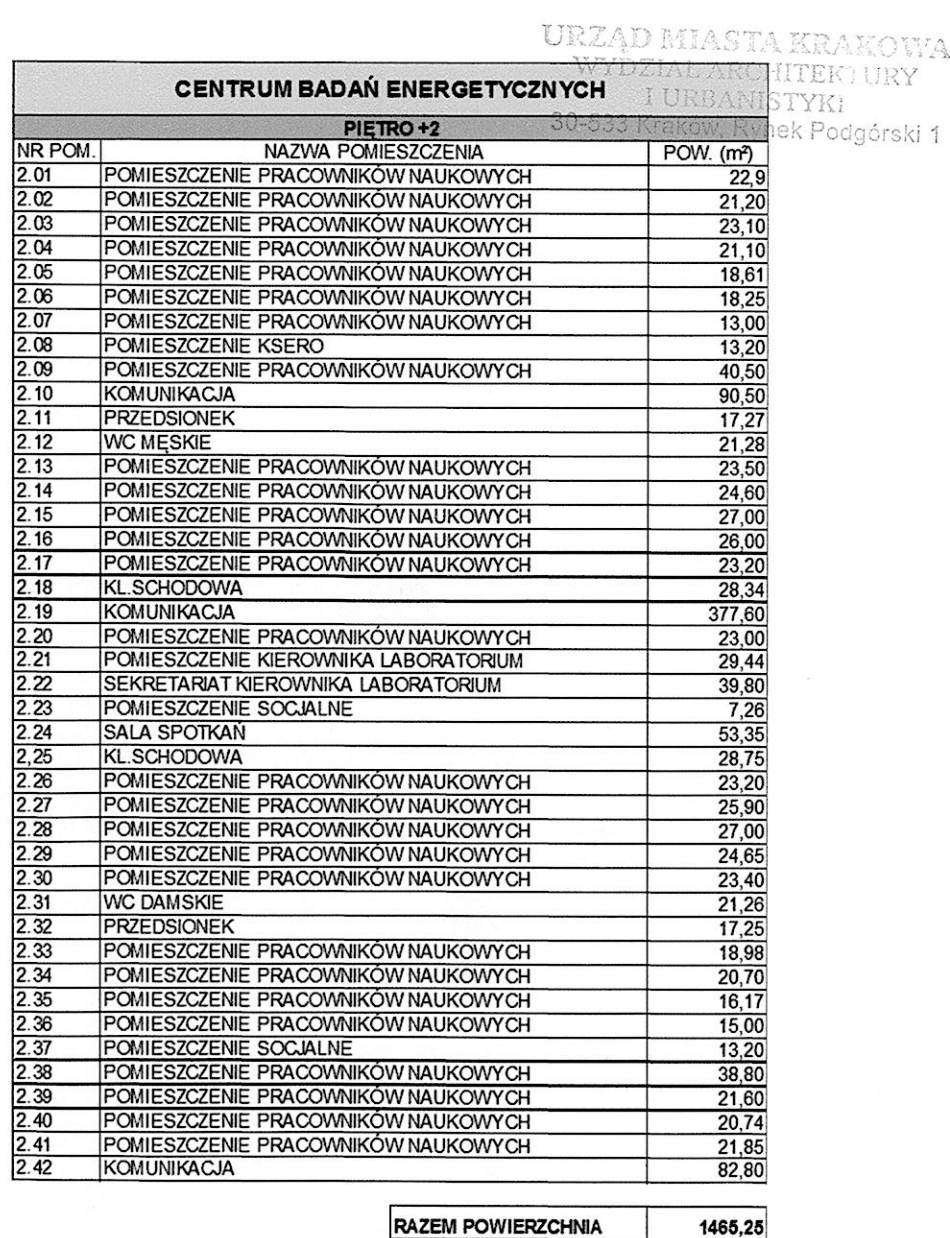 URZĄD MIASTA KRAKOWA
WYDZIAŁ ARCHITEKTURY
I URBANISTYKI
30-533 Kraków, Rynek Podgórski 1
CENTRUM BADAŃ ENERGETYCZNYCH
PIĘTRO +2
NR POM. NAZWA POMIESZCZENIA POW. (m²)
2.01 POMIESZCZENIE PRACOWNIKÓW NAUKOWYCH 22,9
2.02 POMIESZCZENIE PRACOWNIKÓW NAUKOWYCH 21,20
2.03 POMIESZCZENIE PRACOWNIKÓW NAUKOWYCH 23,10
2.04 POMIESZCZENIE PRACOWNIKÓW NAUKOWYCH 21,10
2.05 POMIESZCZENIE PRACOWNIKÓW NAUKOWYCH 18,61
2.06 POMIESZCZENIE PRACOWNIKÓW NAUKOWYCH 18,25
2.07 POMIESZCZENIE PRACOWNIKÓW NAUKOWYCH 13,00
2.08 POMIESZCZENIE KSERO 13,20
2.09 POMIESZCZENIE PRACOWNIKÓW NAUKOWYCH 40,50
2.10 KOMUNIKACJA 90,50
2.11 PRZEDSIONEK 17,27
2.12 WC MĘSKIE 21,28
2.13 POMIESZCZENIE PRACOWNIKÓW NAUKOWYCH 23,50
2.14 POMIESZCZENIE PRACOWNIKÓW NAUKOWYCH 24,60
2.15 POMIESZCZENIE PRACOWNIKÓW NAUKOWYCH 27,00
2.16 POMIESZCZENIE PRACOWNIKÓW NAUKOWYCH 26,00
2.17 POMIESZCZENIE PRACOWNIKÓW NAUKOWYCH 23,20
2.18 KL.SCHODOWA 28,34
2.19 KOMUNIKACJA 377,60
2.20 POMIESZCZENIE PRACOWNIKÓW NAUKOWYCH 23,00
2.21 POMIESZCZENIE KIEROWNIKA LABORATORIUM 29,44
2.22 SEKRETARIAT KIEROWNIKA LABORATORIUM 39,80
2.23 POMIESZCZENIE SOCJALNE 7,26
2.24 SALA SPOTKAŃ 53,35
2,25 KL.SCHODOWA 28,75
2.26 POMIESZCZENIE PRACOWNIKÓW NAUKOWYCH 23,20
2.27 POMIESZCZENIE PRACOWNIKÓW NAUKOWYCH 25,90
2.28 POMIESZCZENIE PRACOWNIKÓW NAUKOWYCH 27,00
2.29 POMIESZCZENIE PRACOWNIKÓW NAUKOWYCH 24,65
2.30 POMIESZCZENIE PRACOWNIKÓW NAUKOWYCH 23,40
2.31 WC DAMSKIE 21,26
2.32 PRZEDSIONEK 17,25
2.33 POMIESZCZENIE PRACOWNIKÓW NAUKOWYCH 18,98
2.34 POMIESZCZENIE PRACOWNIKÓW NAUKOWYCH 20,70
2.35 POMIESZCZENIE PRACOWNIKÓW NAUKOWYCH 16,17
2.36 POMIESZCZENIE PRACOWNIKÓW NAUKOWYCH 15,00
2.37 POMIESZCZENIE SOCJALNE 13,20
2.38 POMIESZCZENIE PRACOWNIKÓW NAUKOWYCH 38,80
2.39 POMIESZCZENIE PRACOWNIKÓW NAUKOWYCH 21,60
2.40 POMIESZCZENIE PRACOWNIKÓW NAUKOWYCH 20,74
2.41 POMIESZCZENIE PRACOWNIKÓW NAUKOWYCH 21,85
2.42 KOMUNIKACJA 82,80
RAZEM POWIERZCHNIA 1465,25